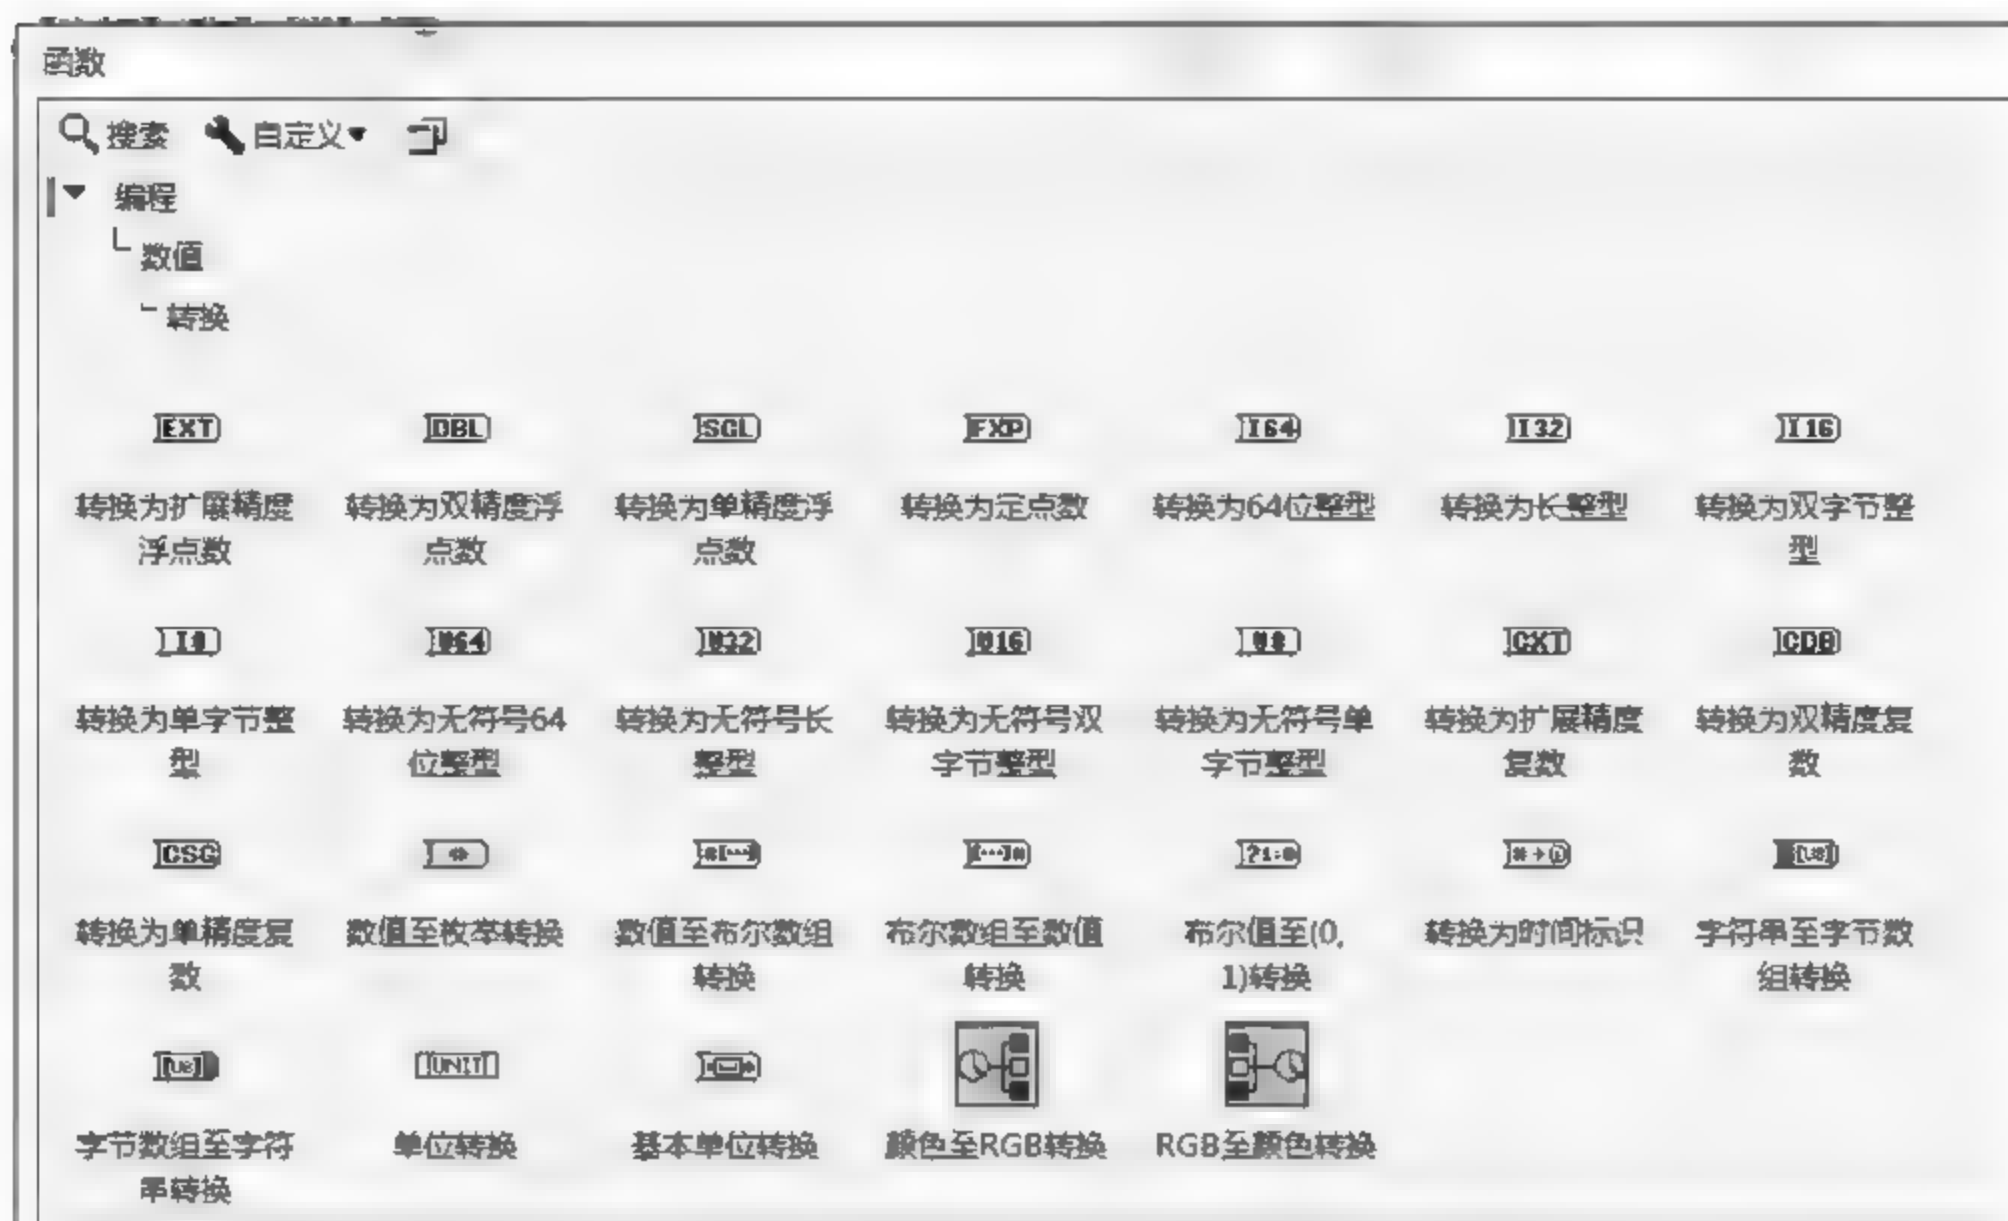 函数
搜索 自定义
编程
数值
转换
EXT DBL SGL FXP I64 I32 I16
转换为扩展精度 转换为双精度浮 转换为单精度浮 转换为定点数 转换为64位整型 转换为长整型 转换为双字节整
浮点数 点数 点数 型
I8 U64 U32 U16 U8 CXT CDB
转换为单字节整 转换为无符号64 转换为无符号长 转换为无符号双 转换为无符号单 转换为扩展精度 转换为双精度复
型 位整型 整型 字节整型 字节整型 复数 数
CSG ?1:0 [U8]
转换为单精度复 数值至枚举转换 数值至布尔数组 布尔数组至数值 布尔值至(0, 转换为时间标识 字符串至字节数
数 转换 转换 1)转换 组转换
[U8] UNIT
字节数组至字符 单位转换 基本单位转换 颜色至RGB转换 RGB至颜色转换
串转换